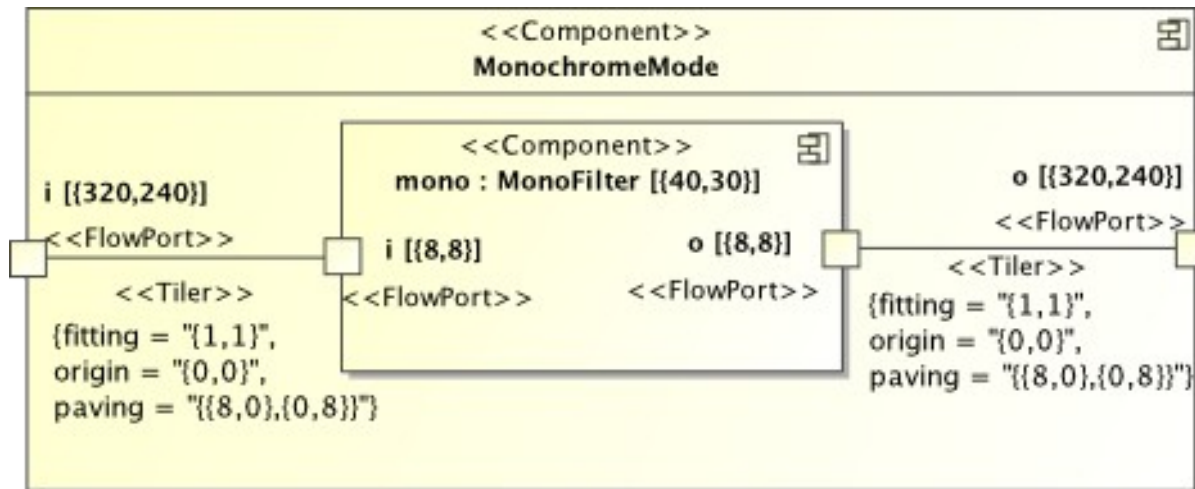 <<Component>>
MonochromeMode
<<Component>>
mono : MonoFilter [{40,30}]
i [{320,240}]
<<FlowPort>>
<<Tiler>>
{fitting = "{1,1}",
origin = "{0,0}",
paving = "{{8,0},{0,8}}"}
i [{8,8}]
<<FlowPort>>
o [{8,8}]
<<FlowPort>>
o [{320,240}]
<<FlowPort>>
<<Tiler>>
{fitting = "{1,1}",
origin = "{0,0}",
paving = "{{8,0},{0,8}}"}